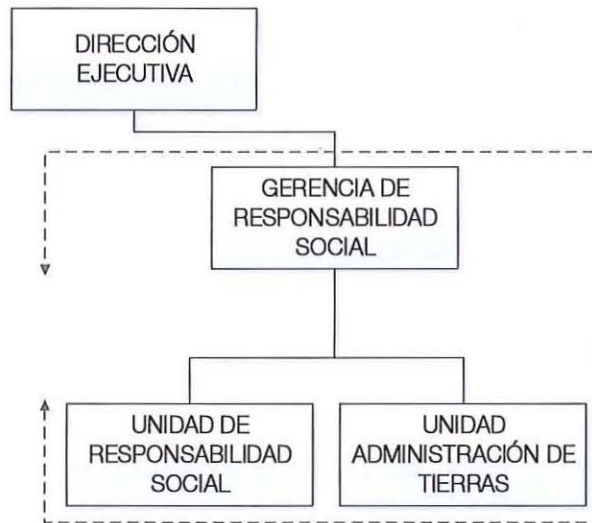 DIRECCIÓN
EJECUTIVA
GERENCIA DE
RESPONSABILIDAD
SOCIAL
UNIDAD DE
RESPONSABILIDAD
SOCIAL
UNIDAD
ADMINISTRACIÓN DE
TIERRAS